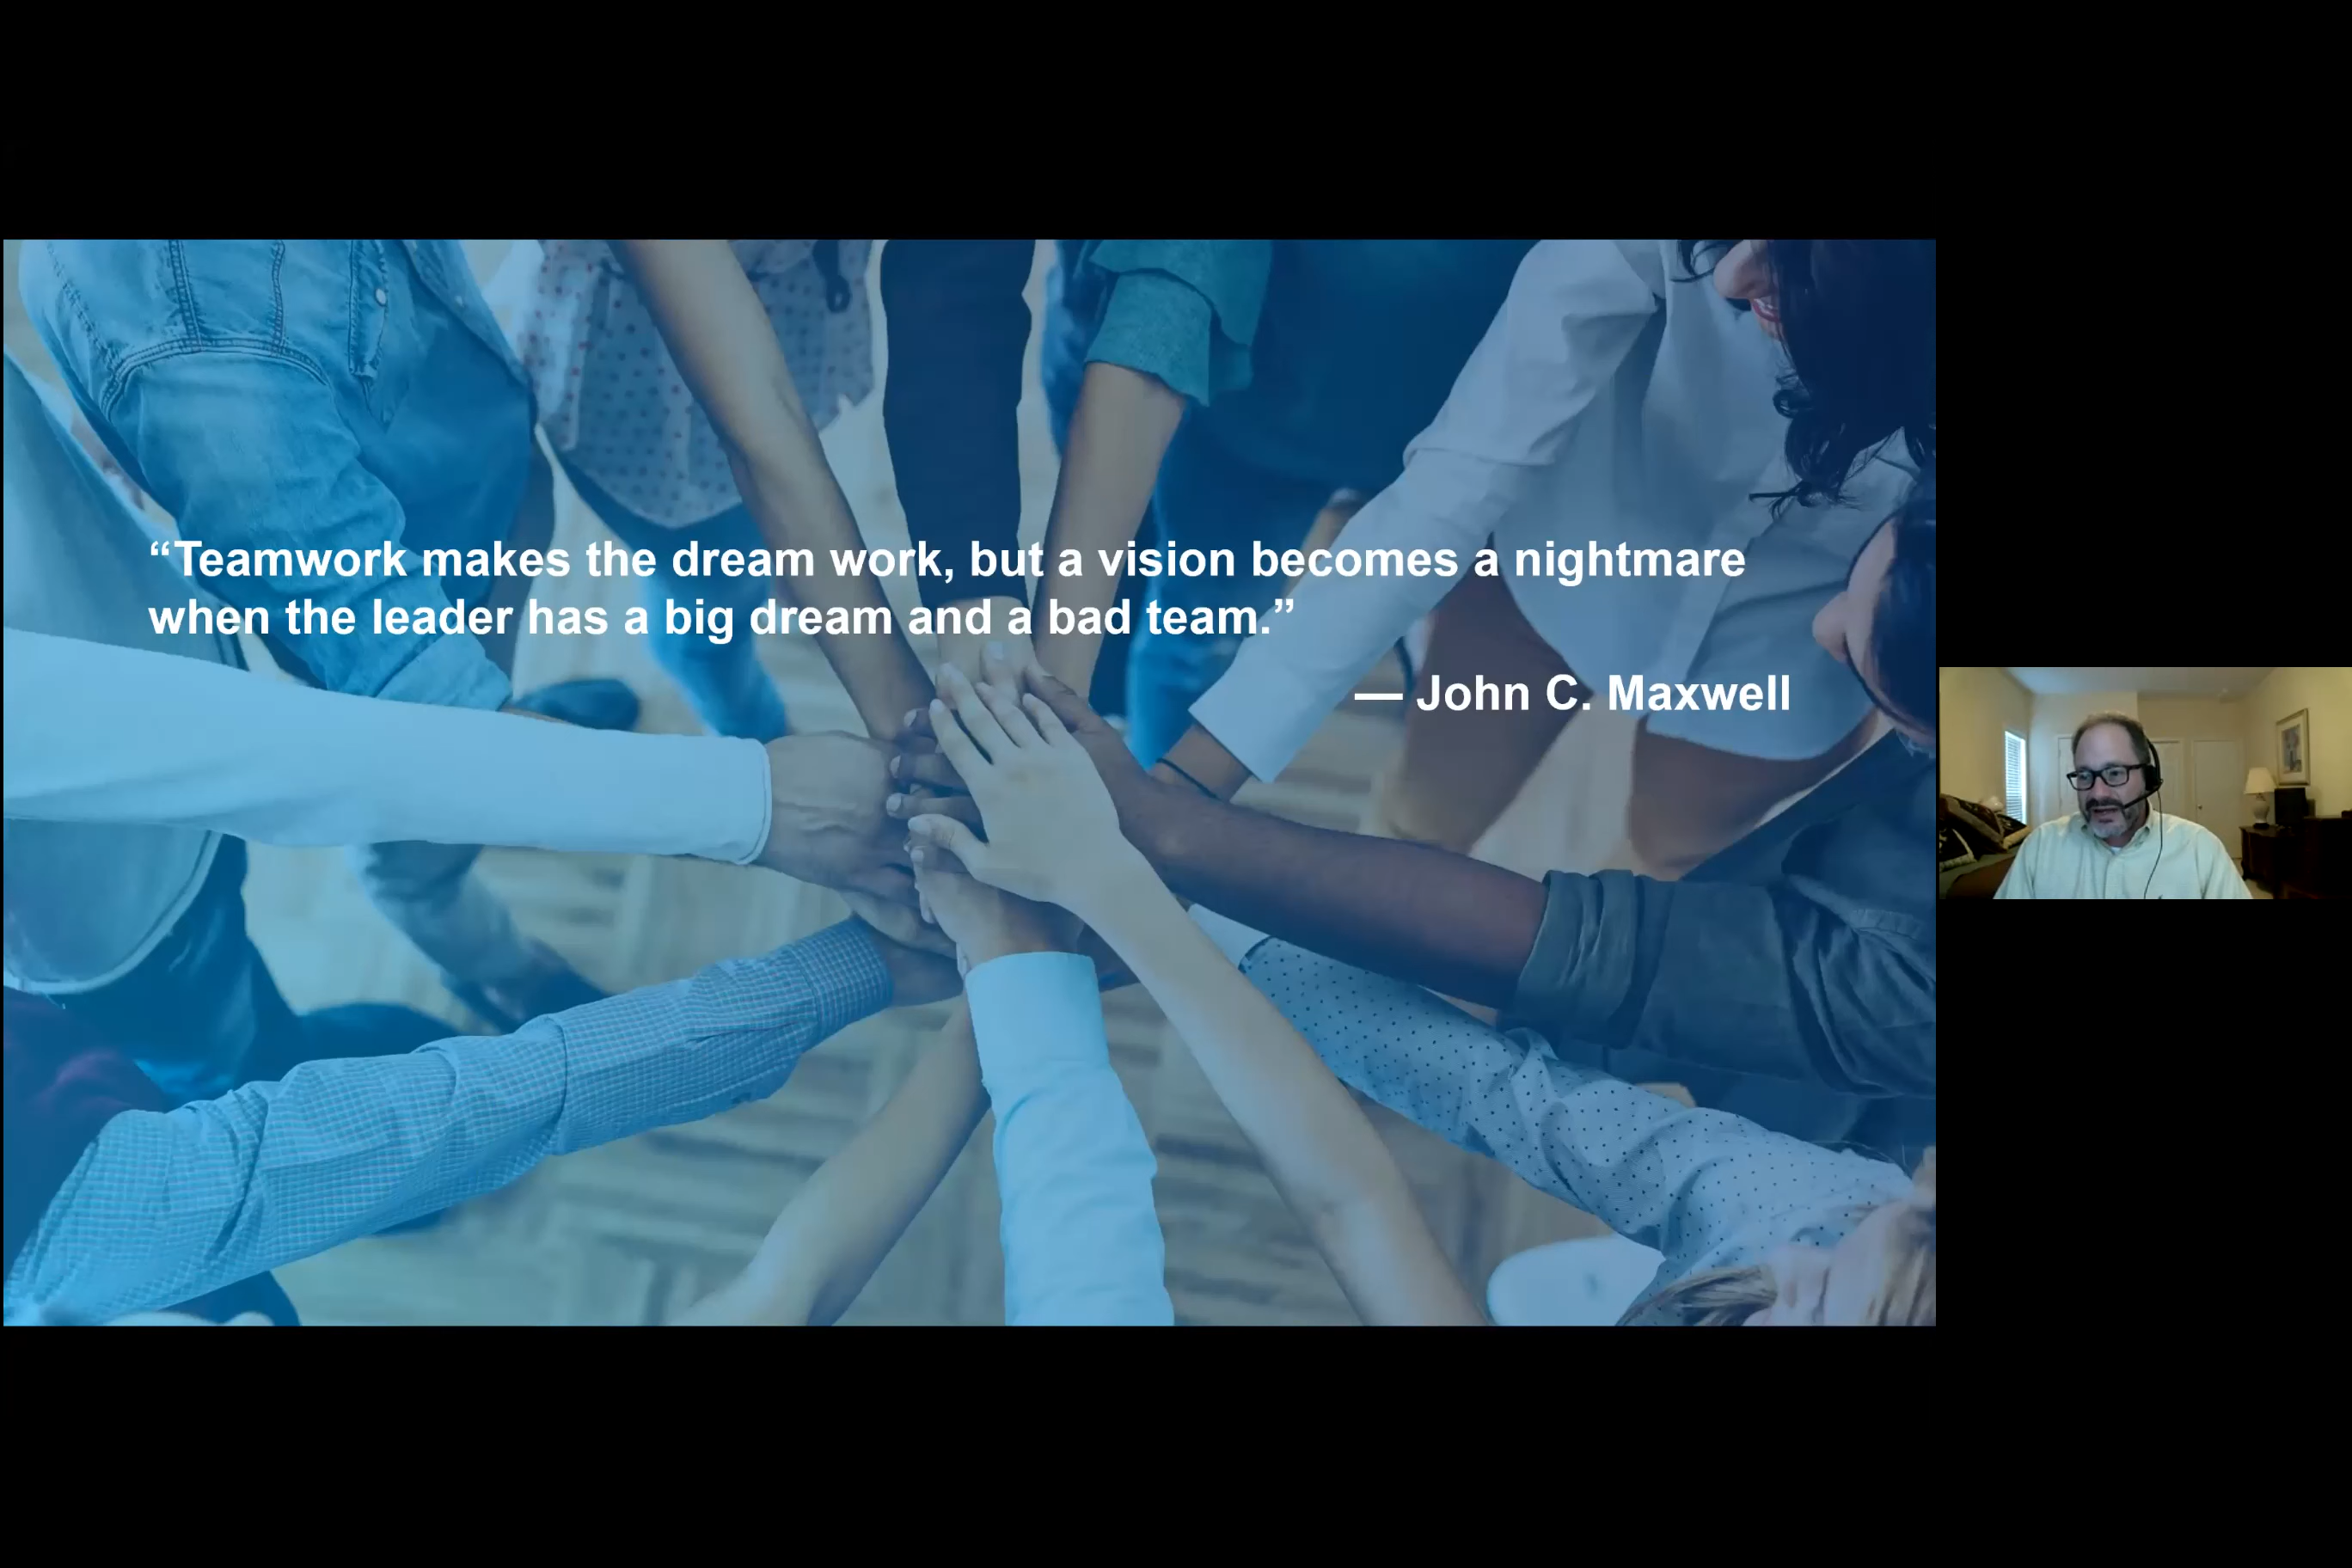 “Teamwork makes the dream work, but a vision becomes a nightmare
when the leader has a big dream and a bad team.”
— John C. Maxwell